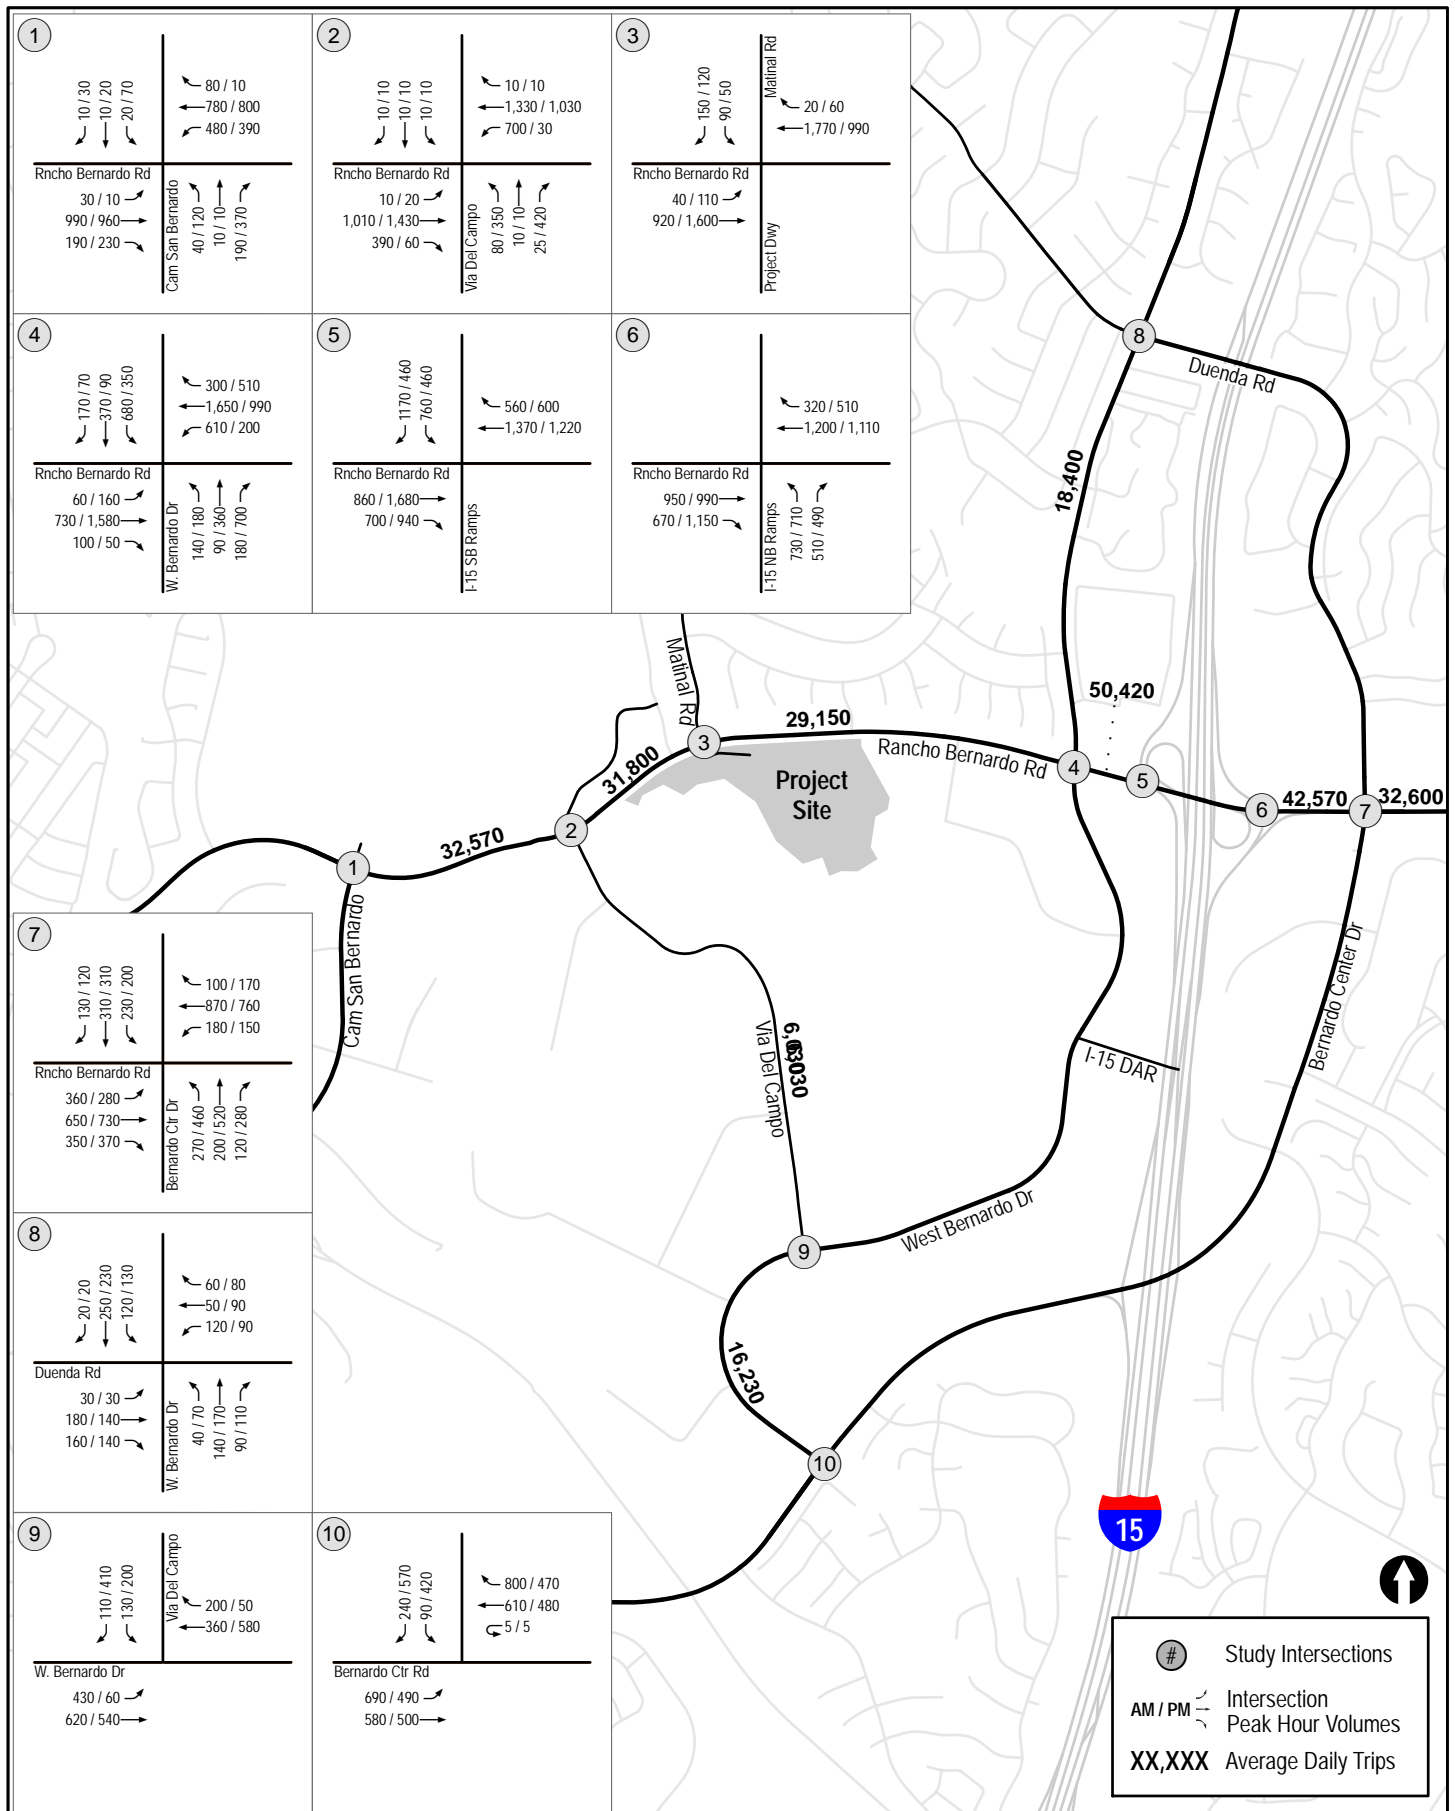 1
10 / 30
10 / 20
20 / 70
80 / 10
780 / 800
480 / 390
Rncho Bernardo Rd
30 / 10
990 / 960
190 / 230
Cam San Bernardo
40 / 120
10 / 10
190 / 370
2
10 / 10
10 / 10
10 / 10
10 / 10
1,330 / 1,030
700 / 30
Rncho Bernardo Rd
10 / 20
1,010 / 1,430
390 / 60
Via Del Campo
80 / 350
10 / 10
25 / 420
3
150 / 120
90 / 50
Matinal Rd
20 / 60
1,770 / 990
Rncho Bernardo Rd
40 / 110
920 / 1,600
Project Dwy
4
170 / 70
370 / 90
680 / 350
300 / 510
1,650 / 990
610 / 200
Rncho Bernardo Rd
60 / 160
730 / 1,580
100 / 50
W. Bernardo Dr
140 / 180
90 / 360
180 / 700
5
1170 / 460
760 / 460
560 / 600
1,370 / 1,220
Rncho Bernardo Rd
860 / 1,680
700 / 940
I-15 SB Ramps
6
320 / 510
1,200 / 1,110
Rncho Bernardo Rd
950 / 990
670 / 1,150
I-15 NB Ramps
730 / 710
510 / 490
8
Duenda Rd
18,400
50,420
Matinal Rd
3
29,150
Rancho Bernardo Rd
4
5
6
42,570
7
32,600
31,800
Project
Site
2
32,570
1
Cam San Bernardo
Via Del Campo
I-15 DAR
Bernardo Center Dr
West Bernardo Dr
9
16,230
10
15
7
130 / 120
310 / 310
230 / 200
100 / 170
870 / 760
180 / 150
Rncho Bernardo Rd
360 / 280
650 / 730
350 / 370
Bernardo Ctr Dr
270 / 460
200 / 520
120 / 280
8
20 / 20
250 / 230
120 / 130
60 / 80
50 / 90
120 / 90
Duenda Rd
30 / 30
180 / 140
160 / 140
W. Bernardo Dr
40 / 70
140 / 170
90 / 110
9
110 / 410
130 / 200
Via Del Campo
200 / 50
360 / 580
W. Bernardo Dr
430 / 60
620 / 540
10
240 / 570
90 / 420
800 / 470
610 / 480
5 / 5
Bernardo Ctr Rd
690 / 490
580 / 500
# Study Intersections
AM / PM Intersection
Peak Hour Volumes
XX,XXX Average Daily Trips